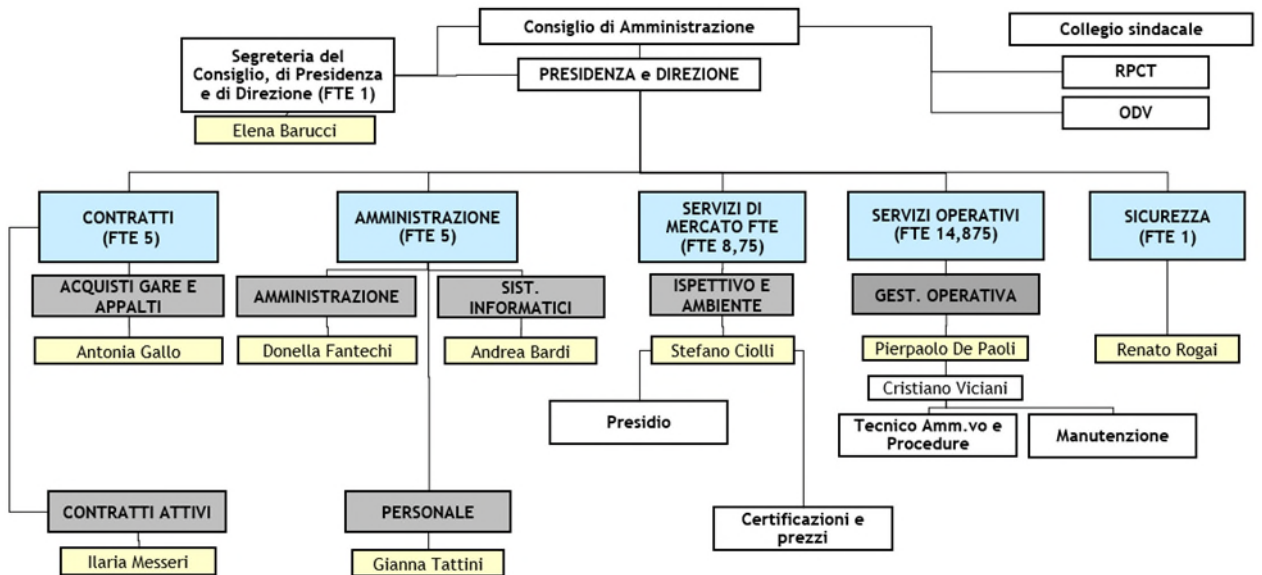 Consiglio di Amministrazione
Collegio sindacale
Segreteria del
Consiglio, di Presidenza
e di Direzione (FTE 1)
PRESIDENZA e DIREZIONE
RPCT
ODV
Elena Barucci
CONTRATTI
(FTE 5)
AMMINISTRAZIONE
(FTE 5)
SERVIZI DI
MERCATO FTE
(FTE 8,75)
SERVIZI OPERATIVI
(FTE 14,875)
SICUREZZA
(FTE 1)
ACQUISTI GARE E
APPALTI
AMMINISTRAZIONE
SIST.
INFORMATICI
ISPETTIVO E
AMBIENTE
GEST. OPERATIVA
Antonia Gallo
Donella Fantechi
Andrea Bardi
Stefano Ciolli
Pierpaolo De Paoli
Renato Rogai
Cristiano Viciani
Presidio
Tecnico Amm.vo e
Procedure
Manutenzione
CONTRATTI ATTIVI
PERSONALE
Certificazioni e
prezzi
Ilaria Messeri
Gianna Tattini